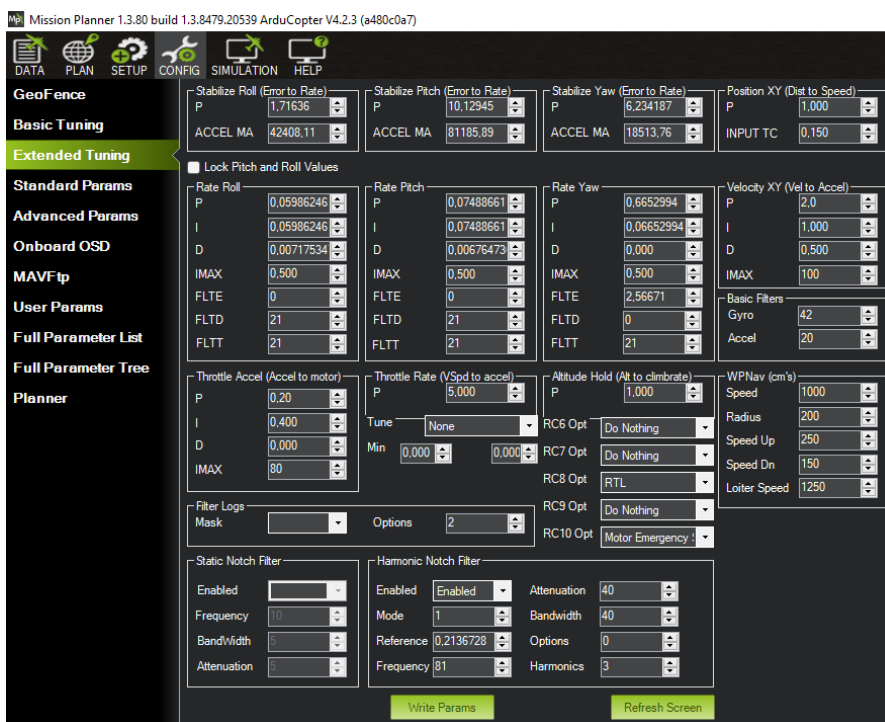 Mission Planner 1.3.80 build 1.3.8479.20539 ArduCopter V4.2.3 (a480c0a7)
DATA PLAN SETUP CONFIG SIMULATION HELP
GeoFence
Basic Tuning
Extended Tuning
Standard Params
Advanced Params
Onboard OSD
MAVFtp
User Params
Full Parameter List
Full Parameter Tree
Planner
Stabilize Roll (Error to Rate)
P 1,71636
ACCEL MA 42408,11
Stabilize Pitch (Error to Rate)
P 10,12945
ACCEL MA 81185,89
Stabilize Yaw (Error to Rate)
P 6,234187
ACCEL MA 18513,76
Position XY (Dist to Speed)
P 1,000
INPUT TC 0,150
Lock Pitch and Roll Values
Rate Roll
P 0,05986246
I 0,05986246
D 0,00717534
IMAX 0,500
FLTE 0
FLTD 21
FLTT 21
Rate Pitch
P 0,07488661
I 0,07488661
D 0,00676473
IMAX 0,500
FLTE 0
FLTD 21
FLTT 21
Rate Yaw
P 0,6652994
I 0,06652994
D 0,000
IMAX 0,500
FLTE 2,56671
FLTD 0
FLTT 21
Velocity XY (Vel to Accel)
P 2,0
I 1,000
D 0,500
IMAX 100
Basic Filters
Gyro 42
Accel 20
Throttle Accel (Accel to motor)
P 0,20
I 0,400
D 0,000
IMAX 80
Throttle Rate (VSpd to accel)
P 5,000
Tune None
Min 0,000 0,000
Altitude Hold (Alt to climbrate)
P 1,000
RC6 Opt Do Nothing
RC7 Opt Do Nothing
RC8 Opt RTL
RC9 Opt Do Nothing
RC10 Opt Motor Emergency
WPNav (cm's)
Speed 1000
Radius 200
Speed Up 250
Speed Dn 150
Loiter Speed 1250
Filter Logs
Mask Options 2
Static Notch Filter
Enabled
Frequency 10
BandWidth 5
Attenuation 5
Harmonic Notch Filter
Enabled Enabled Attenuation 40
Mode 1 Bandwidth 40
Reference 0,2136728 Options 0
Frequency 81 Harmonics 3
Write Params Refresh Screen